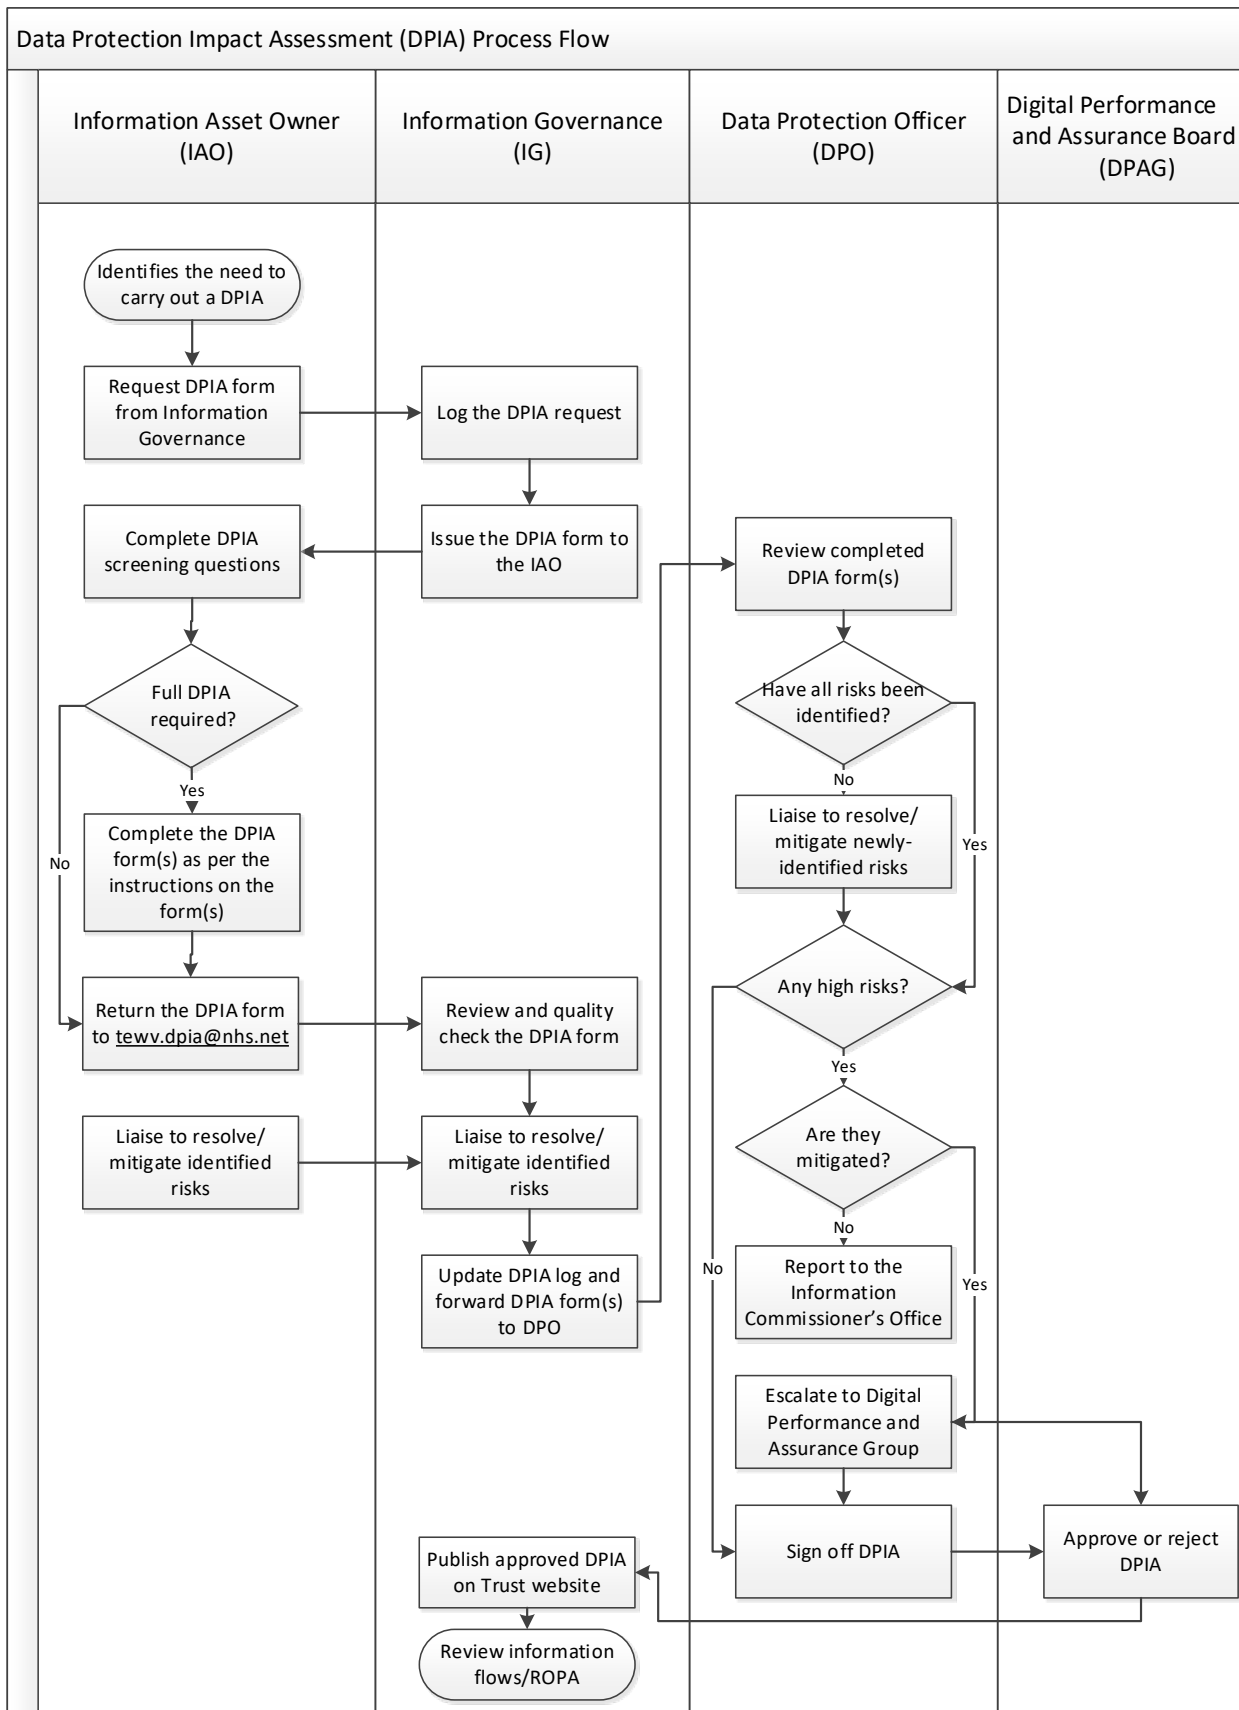 Data Protection Impact Assessment (DPIA) Process Flow
Information Asset Owner
(IAO)
Information Governance
(IG)
Data Protection Officer
(DPO)
Digital Performance
and Assurance Board
(DPAG)
Identifies the need to
carry out a DPIA
Request DPIA form
from Information
Governance
Log the DPIA request
Complete DPIA
screening questions
Issue the DPIA form to
the IAO
Review completed
DPIA form(s)
Full DPIA
required?
Have all risks been
identified?
Yes
No
No
Yes
Complete the DPIA
form(s) as per the
instructions on the
form(s)
Liaise to resolve/
mitigate newly-
identified risks
Return the DPIA form
to tewv.dpia@nhs.net
Review and quality
check the DPIA form
Any high risks?
Yes
Liaise to resolve/
mitigate identified
risks
Liaise to resolve/
mitigate identified
risks
Are they
mitigated?
No
No
Yes
Update DPIA log and
forward DPIA form(s)
to DPO
Report to the
Information
Commissioner’s Office
Escalate to Digital
Performance and
Assurance Group
Sign off DPIA
Approve or reject
DPIA
Publish approved DPIA
on Trust website
Review information
flows/ROPA